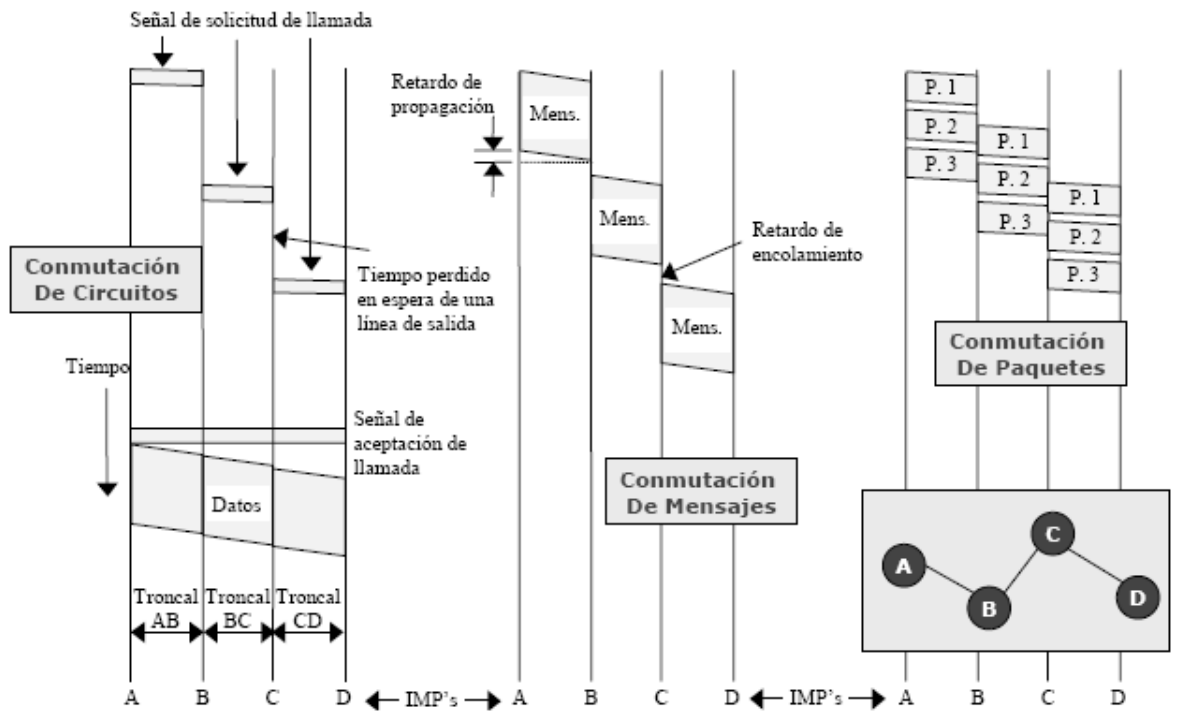 Señal de solicitud de llamada
Conmutación
De Circuitos
Tiempo perdido
en espera de una
línea de salida
Tiempo
Señal de
aceptación de
llamada
Datos
Troncal
AB
Troncal
BC
Troncal
CD
A
B
C
D
IMP's
Retardo de
propagación
Mens.
Mens.
Mens.
Retardo de
encolamiento
Conmutación
De Mensajes
A
B
C
D
IMP's
P. 1
P. 2
P. 3
P. 1
P. 2
P. 3
P. 1
P. 2
P. 3
Conmutación
De Paquetes
A
B
C
D
A
B
C
D